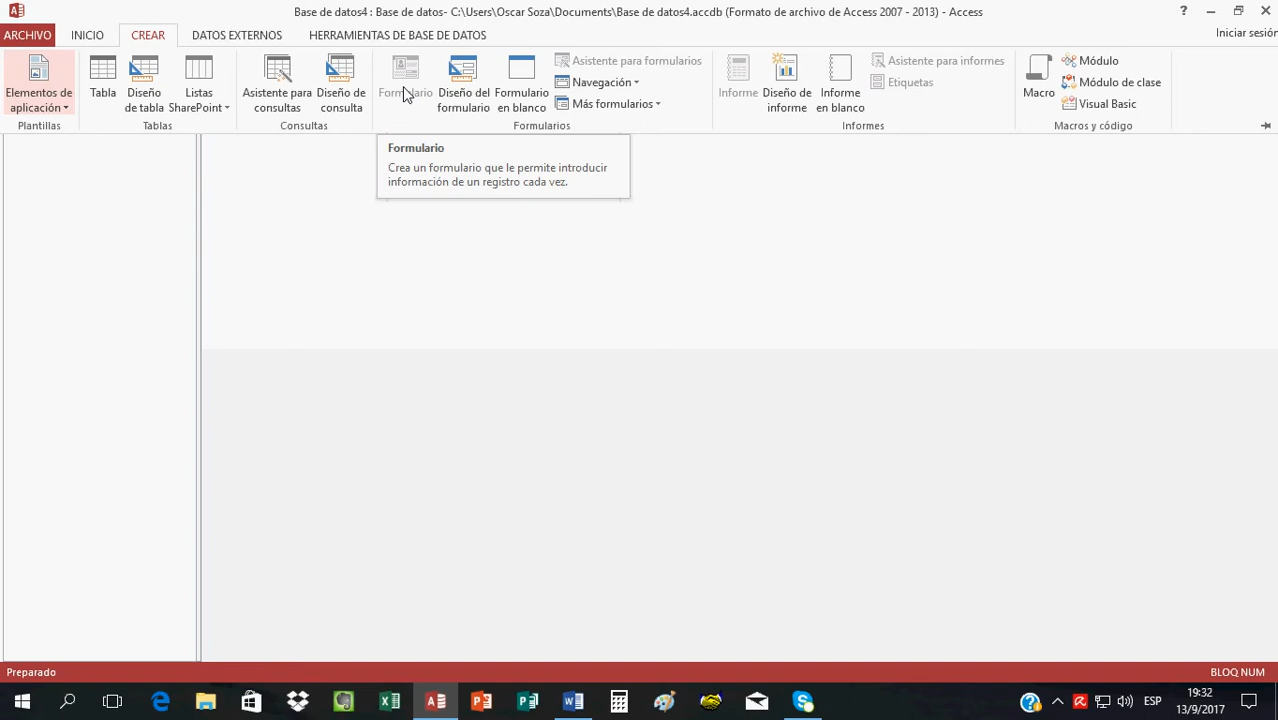 Base de datos4 : Base de datos- C:\Users\Oscar Soza\Documents\Base de datos4.accdb (Formato de archivo de Access 2007 - 2013) - Access
ARCHIVO INICIO CREAR DATOS EXTERNOS HERRAMIENTAS DE BASE DE DATOS
Iniciar sesión
Elementos de
aplicación
Tabla
Diseño
de tabla
Listas
SharePoint
Asistente para
consultas
Diseño de
consulta
Formulario
Diseño del
formulario
Formulario
en blanco
Asistente para formularios
Navegación
Más formularios
Informe
Diseño de
informe
Informe
en blanco
Asistente para informes
Etiquetas
Macro
Módulo
Módulo de clase
Visual Basic
Plantillas
Tablas
Consultas
Formularios
Informes
Macros y código
Formulario
Crea un formulario que le permite introducir
información de un registro cada vez.
Preparado
BLOQ NUM
ESP
19:32
13/9/2017